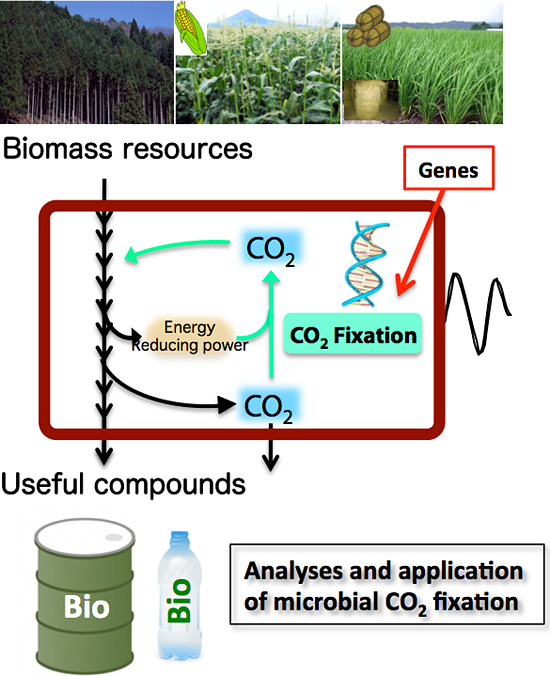 Biomass resources
Genes
CO₂
Energy
Reducing power
CO₂ Fixation
CO₂
Useful compounds
Bio
Bio
Analyses and application
of microbial CO₂ fixation